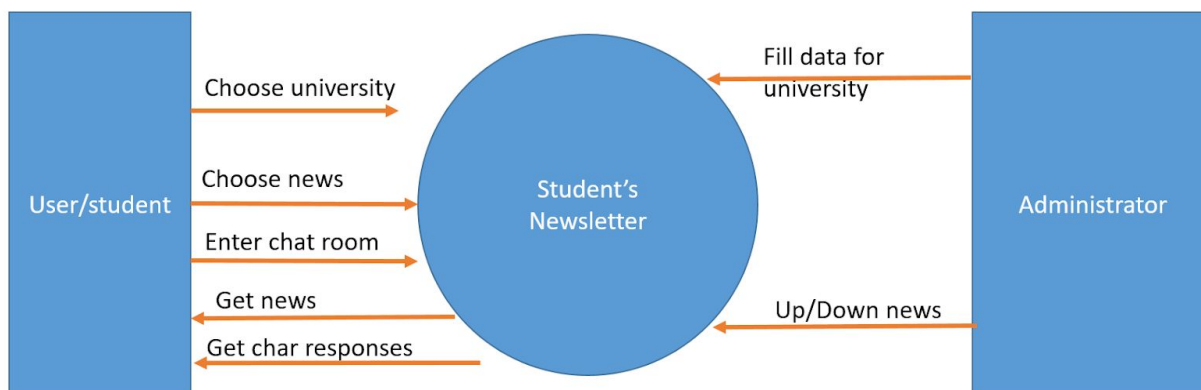 User/student
Choose university
Choose news
Enter chat room
Get news
Get char responses
Student's
Newsletter
Fill data for
university
Up/Down news
Administrator